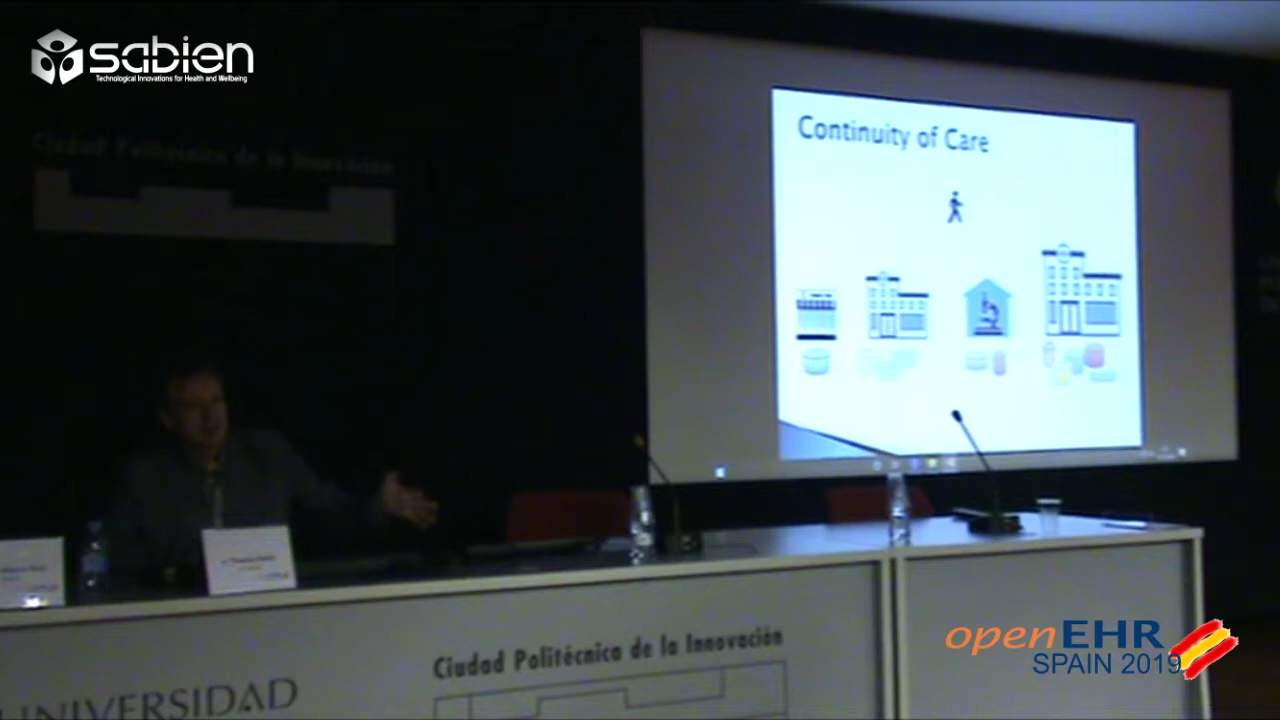 sabien
Technological Innovations for Health and Wellbeing
Ciudad Politécnica de la Innovación
Continuity of Care
Ciudad Politécnica de la Innovación
UNIVERSIDAD
openEHR
SPAIN 2019